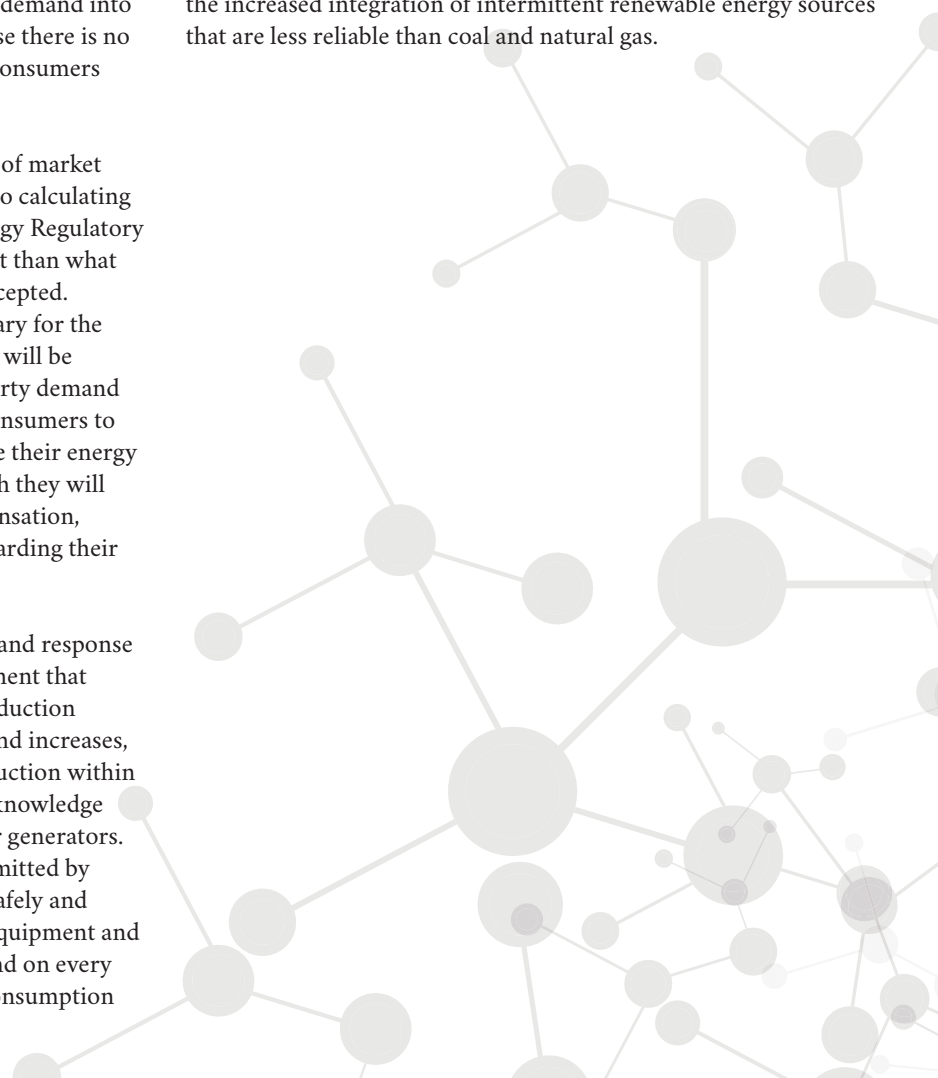 demand into
se there is no
onsumers
of market
o calculating
gy Regulatory
t than what
cepted.
ary for the
will be
rty demand
nsumers to
e their energy
h they will
nsation,
arding their
and response
nent that
duction
nd increases,
uction within
knowledge
r generators.
mitted by
afely and
quipment and
nd on every
onsumption
the increased integration of intermittent renewable energy sources
that are less reliable than coal and natural gas.